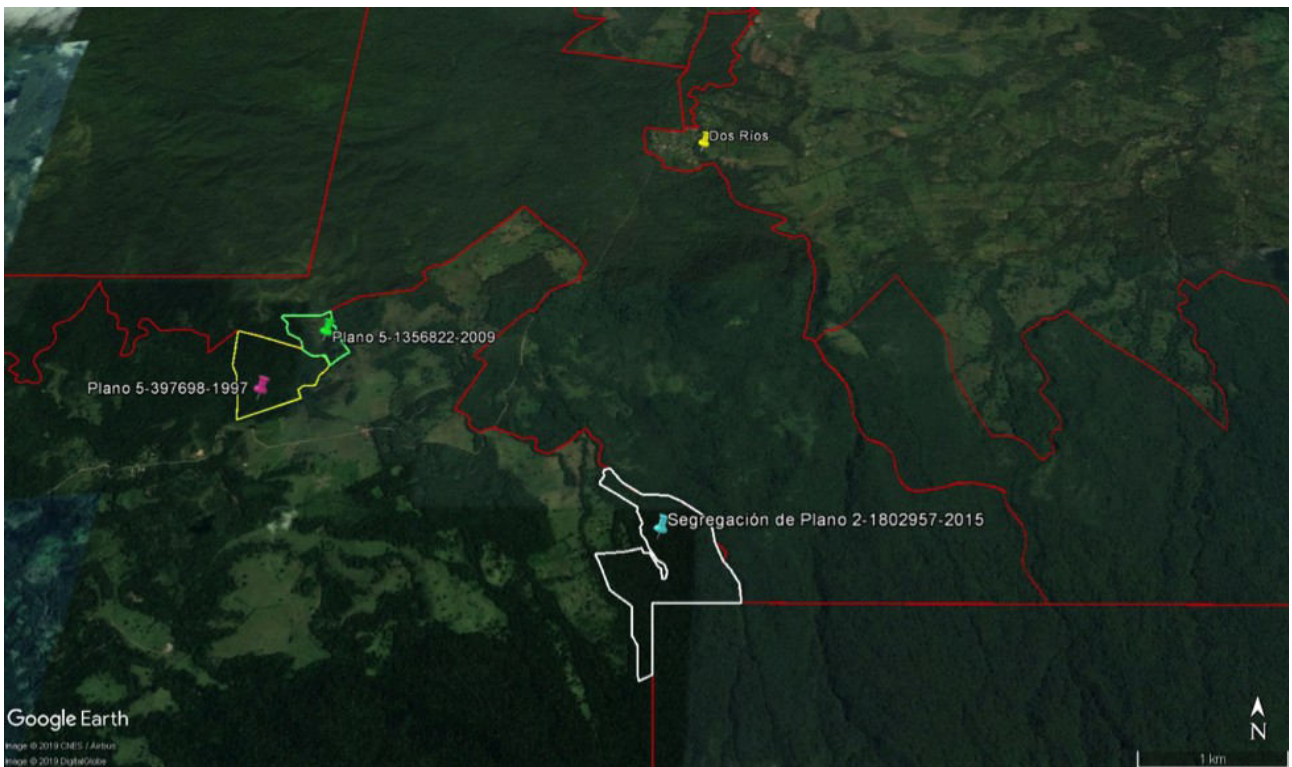 Dos Ríos
Plano 5-1356822-2009
Plano 5-397698-1997
Segregación de Plano 2-1802957-2015
Google Earth
Image © 2019 CNES / Airbus
Image © 2019 DigitalGlobe
N
1 km